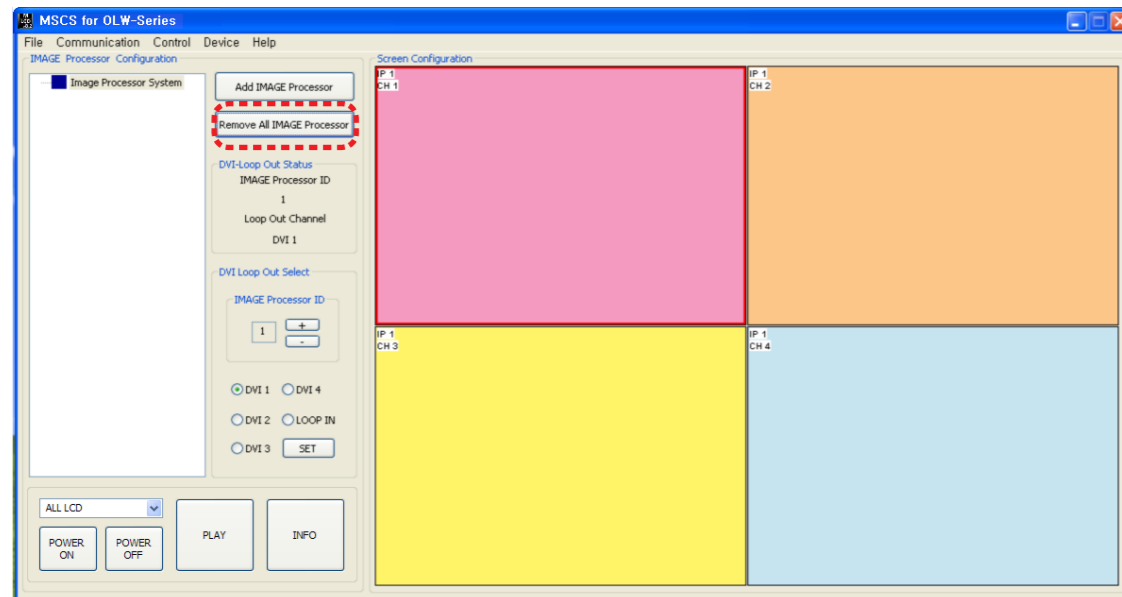 MSCS for OLW-Series
File Communication Control Device Help
IMAGE Processor Configuration
Image Processor System
Add IMAGE Processor
Remove All IMAGE Processor
DVI-Loop Out Status
IMAGE Processor ID
1
Loop Out Channel
DVI 1
DVI Loop Out Select
IMAGE Processor ID
1
+
-
DVI 1 DVI 4
DVI 2 LOOP IN
DVI 3 SET
ALL LCD
POWER
ON
POWER
OFF
PLAY
INFO
Screen Configuration
IP 1
CH 1
IP 1
CH 2
IP 1
CH 3
IP 1
CH 4